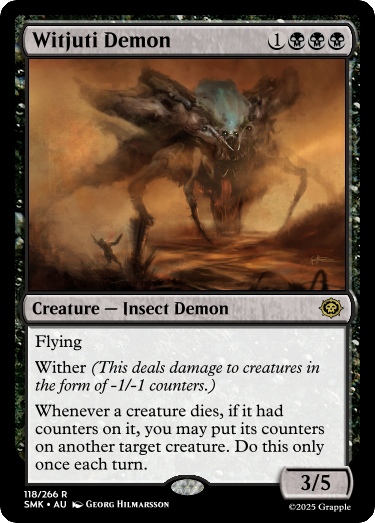 Witjuti Demon 1
Creature — Insect Demon
Flying
Wither (This deals damage to creatures in
the form of -1/-1 counters.)
Whenever a creature dies, if it had
counters on it, you may put its counters
on another target creature. Do this only
once each turn.
3/5
118/266 R
SMK • AU Georg Hilmarsson
©2025 Grapple